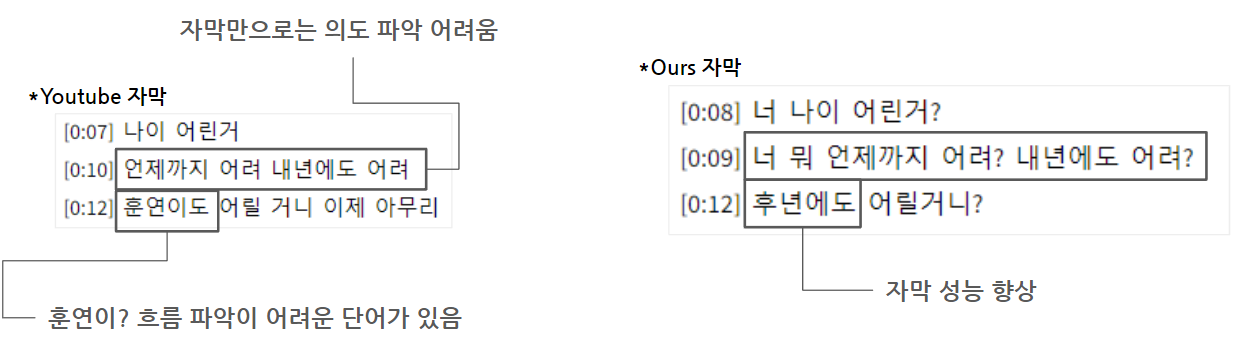 자막만으로는 의도 파악 어려움
*Youtube 자막
[0:07] 나이 어린거
[0:10] 언제까지 어려 내년에도 어려
[0:12] 훈연이도 어릴 거니 이제 아무리
훈연이? 흐름 파악이 어려운 단어가 있음
*Ours 자막
[0:08] 너 나이 어린거?
[0:09] 너 뭐 언제까지 어려? 내년에도 어려?
[0:12] 후년에도 어릴거니?
자막 성능 향상